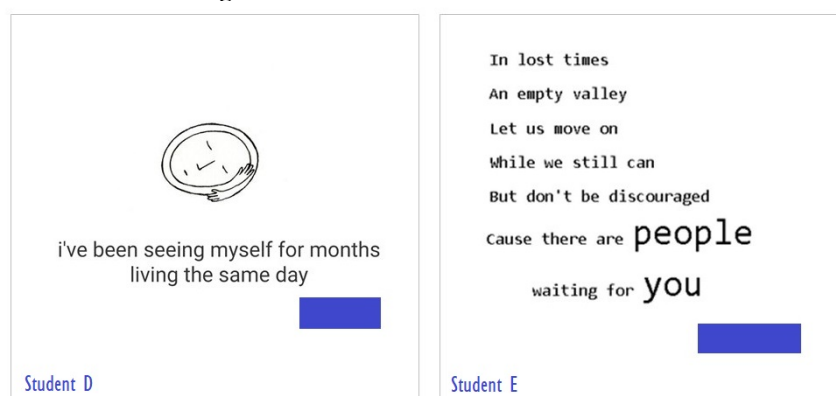 i've been seeing myself for months
living the same day
Student D
In lost times
An empty valley
Let us move on
While we still can
But don't be discouraged
Cause there are people
waiting for you
Student E